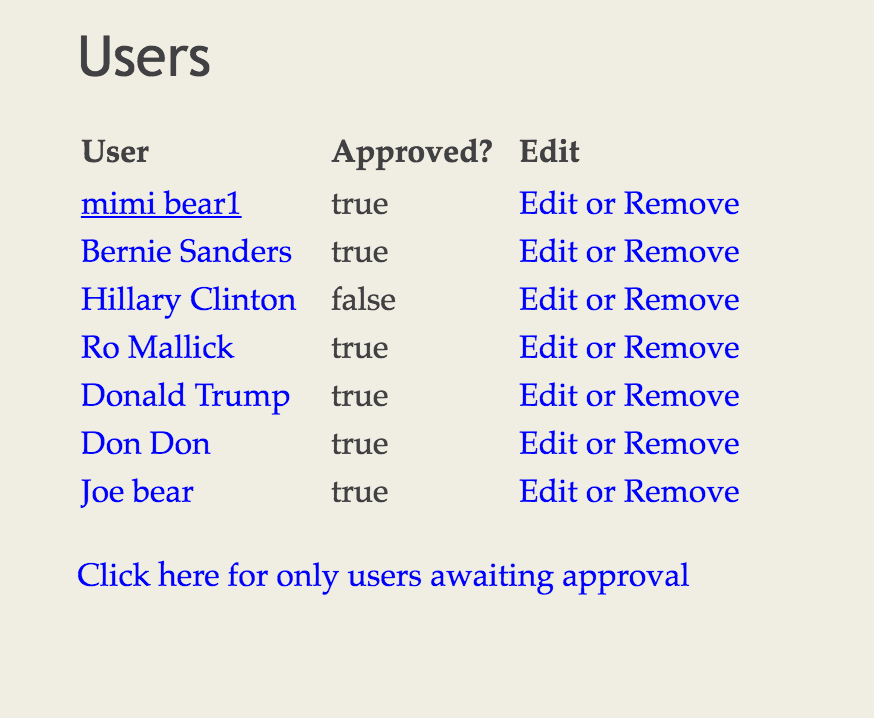 Users
User Approved? Edit
mimi bear1 true Edit or Remove
Bernie Sanders true Edit or Remove
Hillary Clinton false Edit or Remove
Ro Mallick true Edit or Remove
Donald Trump true Edit or Remove
Don Don true Edit or Remove
Joe bear true Edit or Remove
Click here for only users awaiting approval